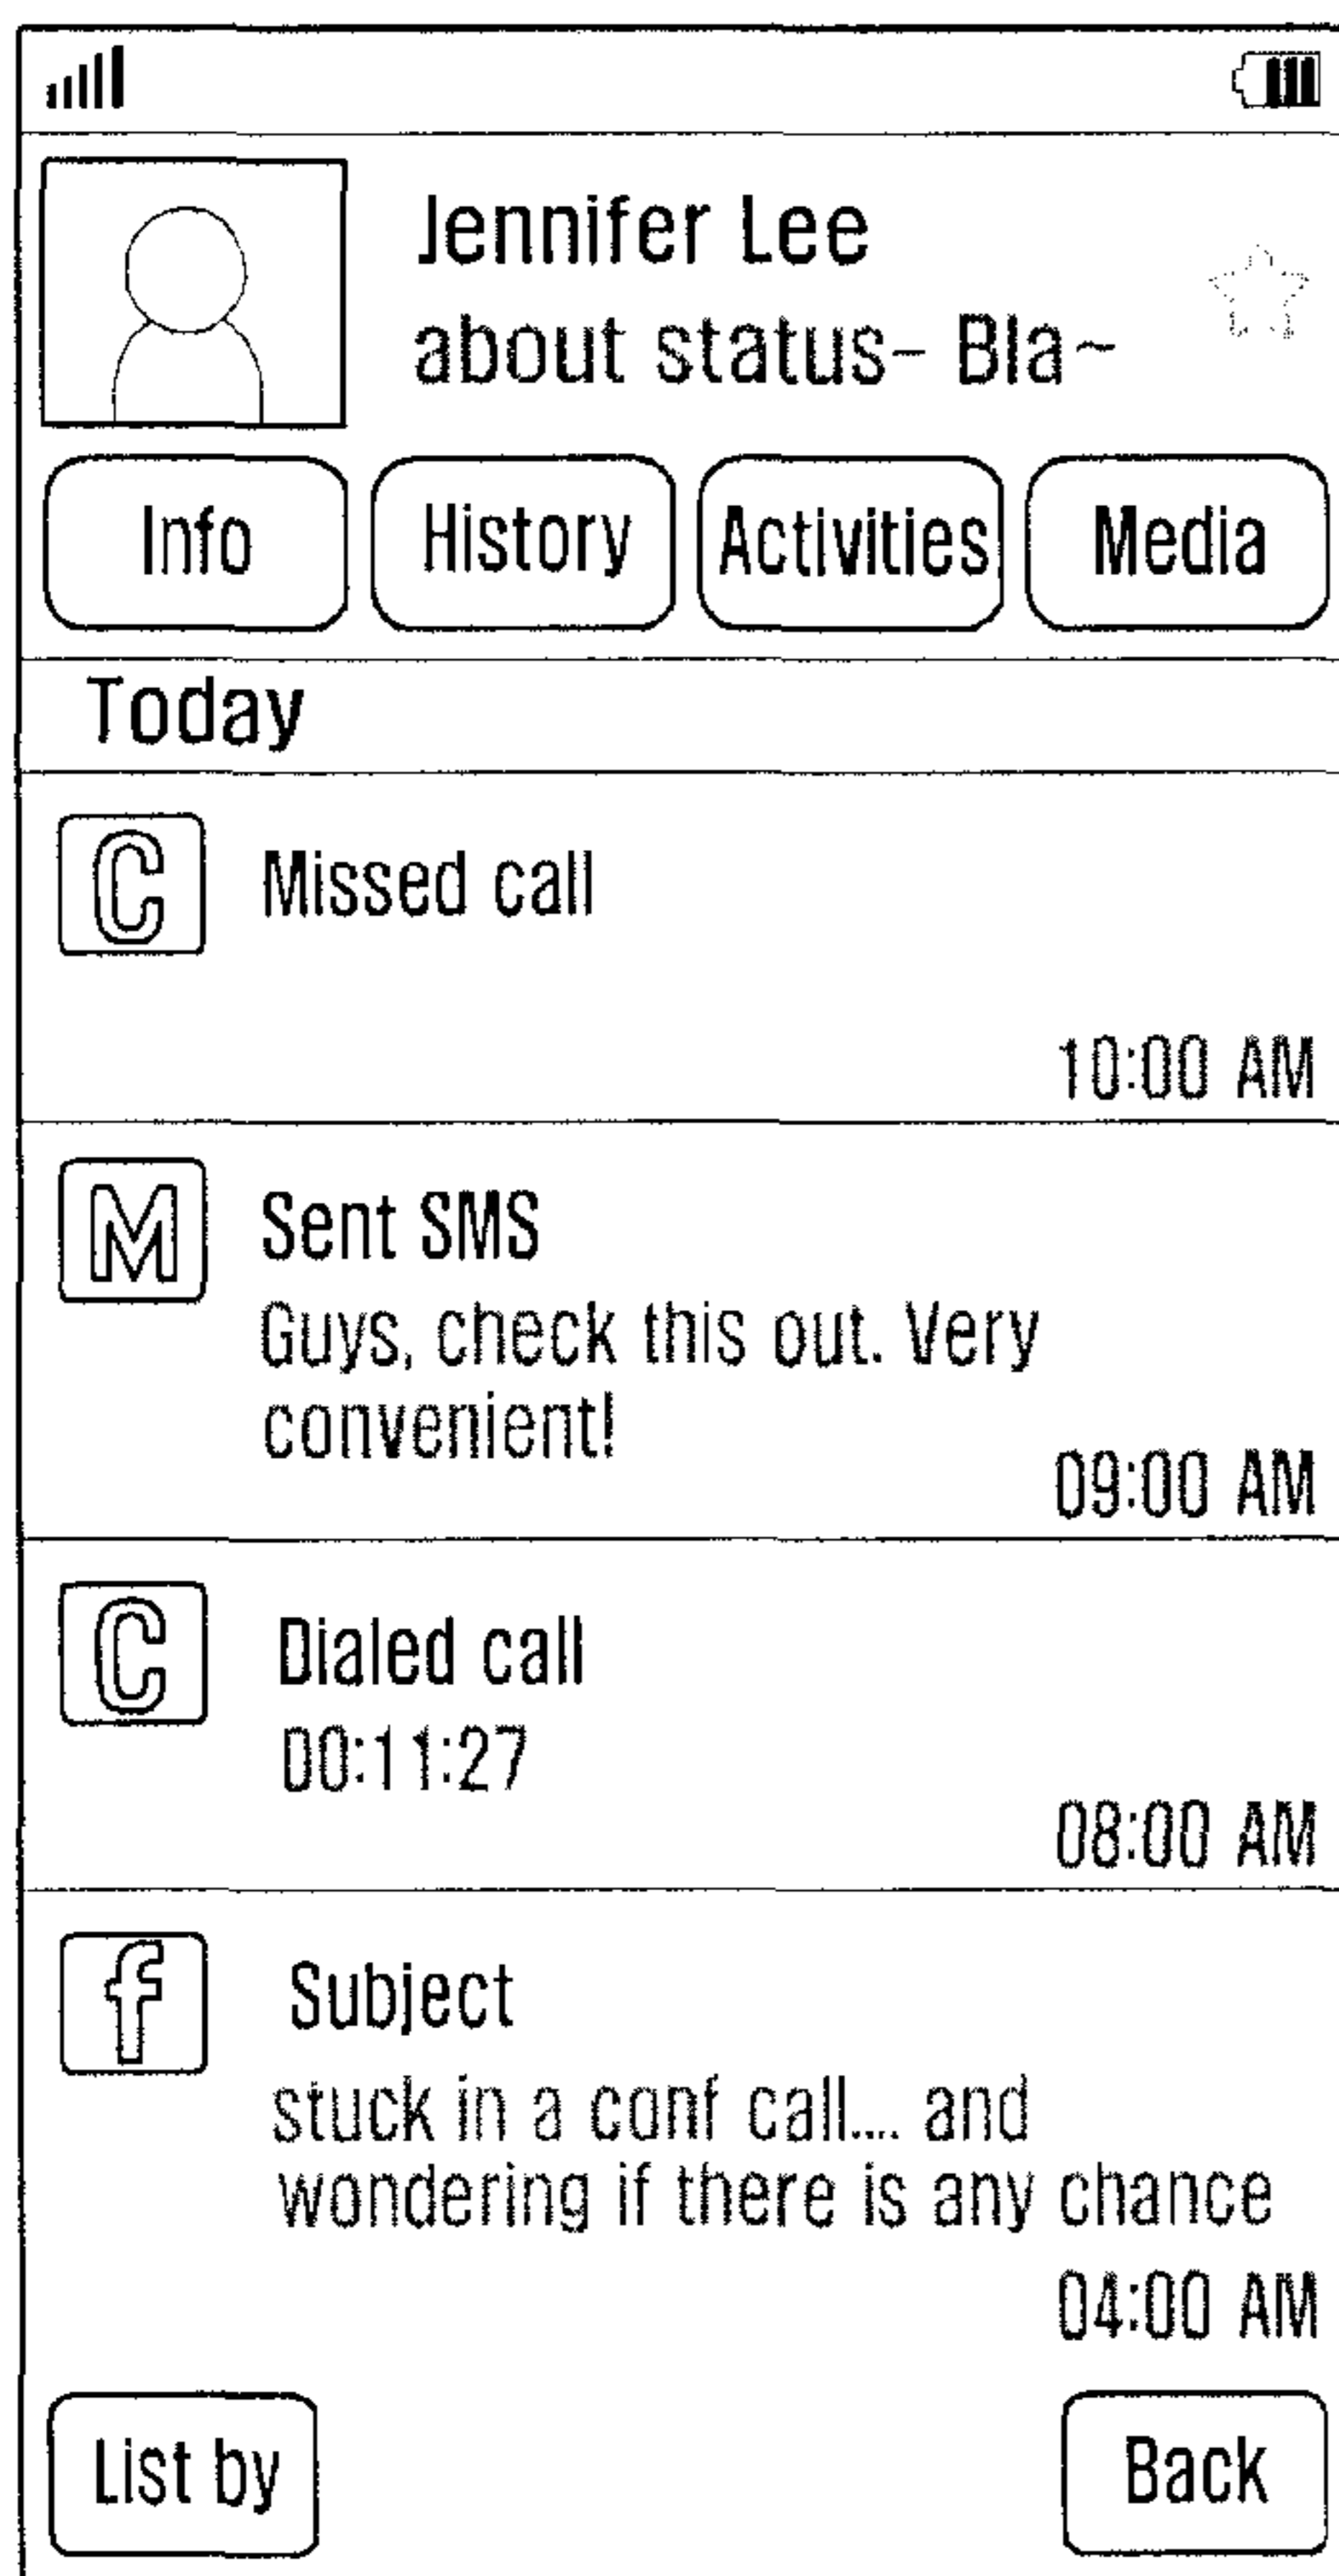 Jennifer Lee
about status- Bla~
Info History Activities Media
Today
C Missed call
10:00 AM
M Sent SMS
Guys, check this out. Very
convenient!
09:00 AM
C Dialed call
00:11:27
08:00 AM
f Subject
stuck in a conf call.... and
wondering if there is any chance
04:00 AM
List by Back